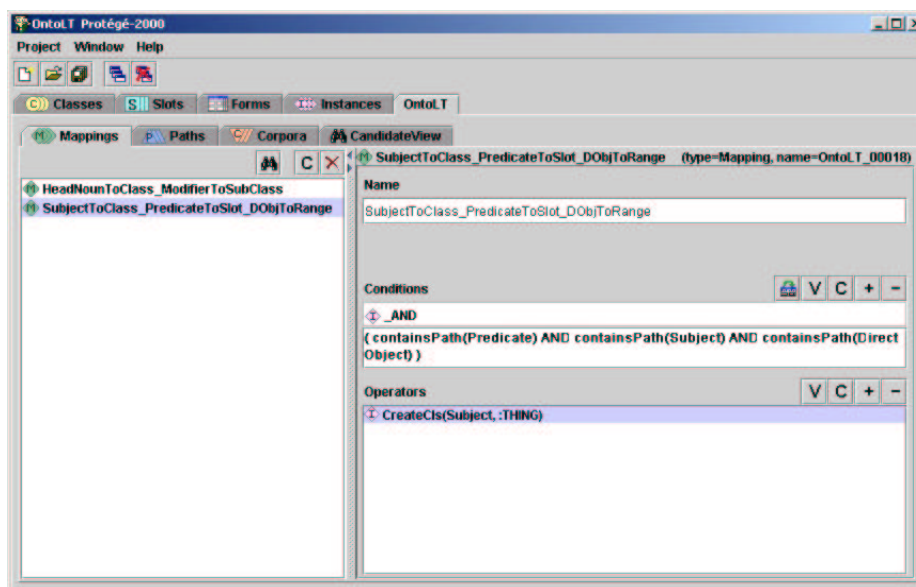 OntoLT Protégé-2000
Project Window Help
Classes Slots Forms Instances OntoLT
Mappings Paths Corpora CandidateView
C
HeadNounToClass_ModifierToSubClass
SubjectToClass_PredicateToSlot_DObjToRange
SubjectToClass_PredicateToSlot_DObjToRange (type=Mapping, name=OntoLT_00018)
Name
SubjectToClass_PredicateToSlot_DObjToRange
Conditions V C + -
_AND
( containsPath(Predicate) AND containsPath(Subject) AND containsPath(Direct
Object) )
Operators V C + -
CreateCls(Subject, :THING)